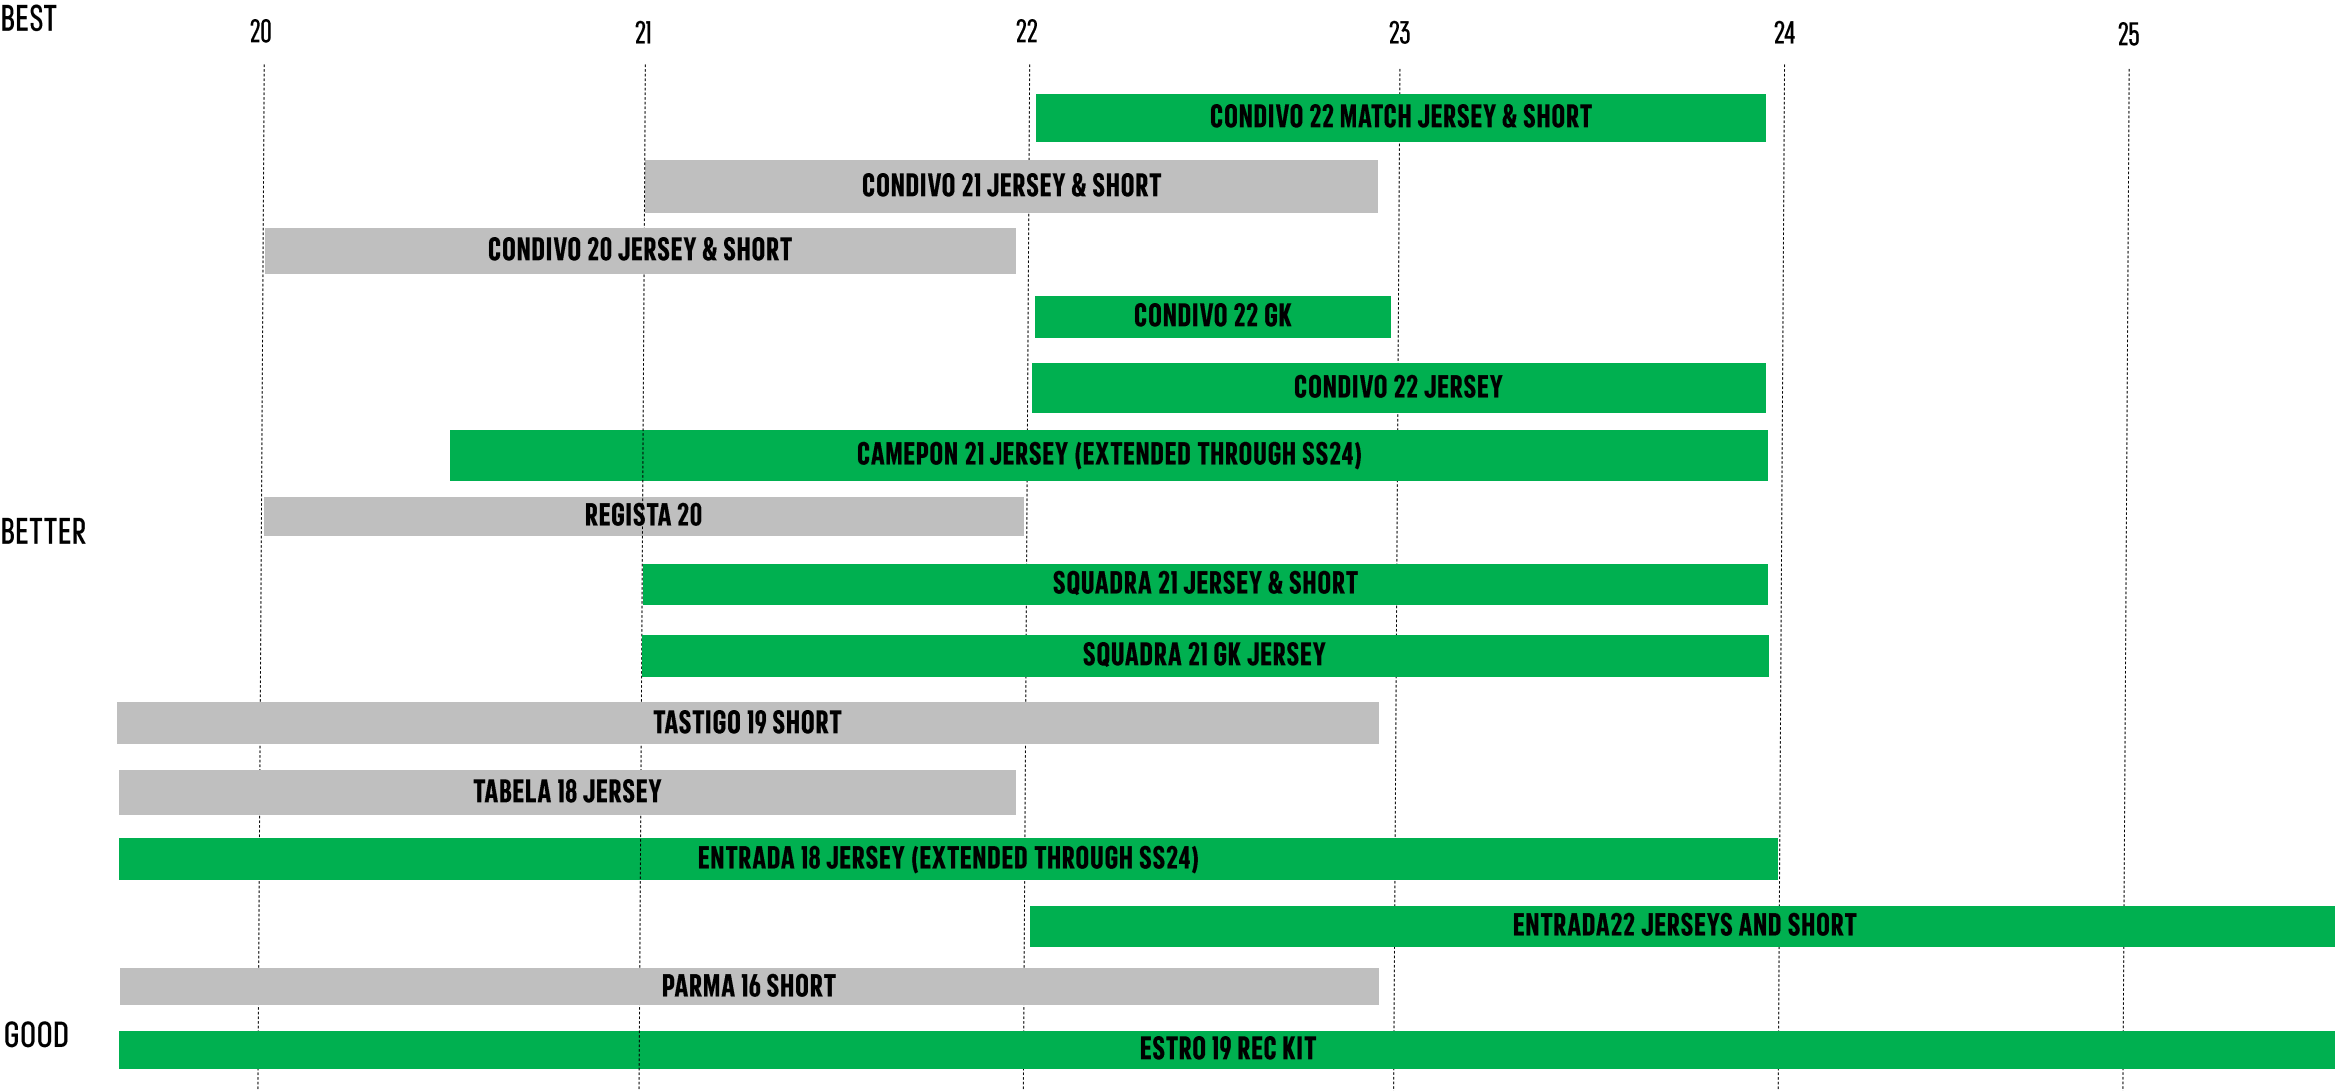 BEST
20 21 22 23 24 25
CONDIVO 22 MATCH JERSEY & SHORT
CONDIVO 21 JERSEY & SHORT
CONDIVO 20 JERSEY & SHORT
CONDIVO 22 GK
CONDIVO 22 JERSEY
CAMEPON 21 JERSEY (EXTENDED THROUGH SS24)
REGISTA 20
BETTER
SQUADRA 21 JERSEY & SHORT
SQUADRA 21 GK JERSEY
TASTIGO 19 SHORT
TABELA 18 JERSEY
ENTRADA 18 JERSEY (EXTENDED THROUGH SS24)
ENTRADA22 JERSEYS AND SHORT
PARMA 16 SHORT
GOOD
ESTRO 19 REC KIT